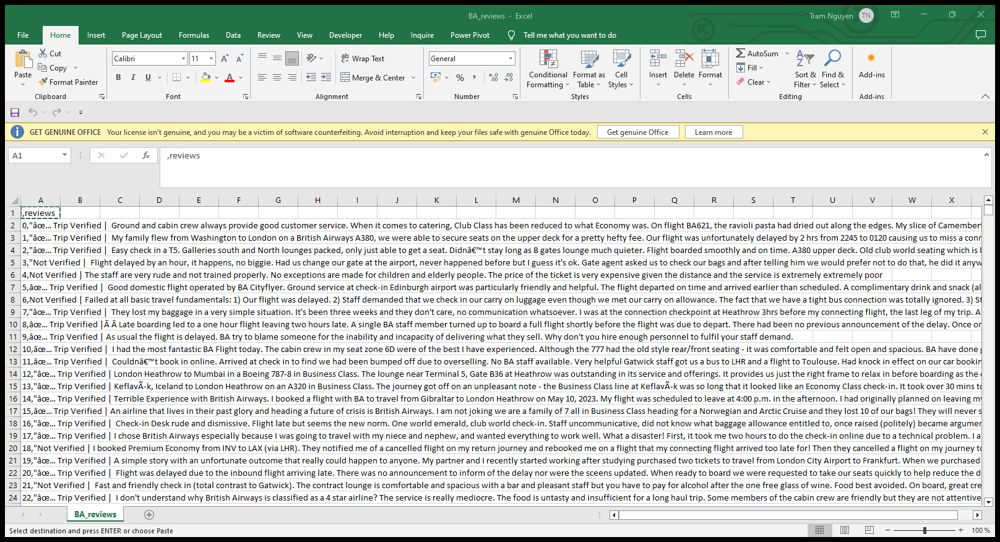 BA_reviews - Excel
Tram Nguyen TN
File Home Insert Page Layout Formulas Data Review View Developer Help Inquire Power Pivot Tell me what you want to do
Paste
Cut
Copy
Format Painter
Clipboard
Calibri 11
B I U
Font
Wrap Text
Merge & Center
Alignment
General
Number
Conditional Formatting
Format as Table
Cell Styles
Styles
Insert Delete Format
Cells
AutoSum
Fill
Clear
Sort & Filter
Find & Select
Editing
Add-ins
Add-ins
GET GENUINE OFFICE Your license isn't genuine, and you may be a victim of software counterfeiting. Avoid interruption and keep your files safe with genuine Office today. Get genuine Office Learn more
A1 fx ,reviews
A B C D E F G H I J K L M N O P Q R S T U V W X
1 ,reviews
2 0,"âœ… Trip Verified | Ground and cabin crew always provide good customer service. When it comes to catering, Club Class has been reduced to what Economy was. On flight BA621, the ravioli pasta had dried out along the edges. My slice of Camembert
3 1,"âœ… Trip Verified | My family flew from Washington to London on a British Airways A380, we were able to secure seats on the upper deck for a pretty hefty fee. Our flight was unfortunately delayed by 2 hrs from 2245 to 0120 causing us to miss a conn
4 2,"âœ… Trip Verified | Easy check in a T5. Galleries south and North lounges packed, only just able to get a seat. Didnâ€™t stay long as B gates lounge much quieter. Flight boarded smoothly and on time. A380 upper deck. Old club world seating which is b
5 3,"Not Verified | Flight delayed by an hour, it happens, no biggie. Had us change our gate at the airport, never happened before but I guess it's ok. Gate agent asked us to check our bags and after telling him we would prefer not to do that, he did it anyw
6 4,Not Verified | The staff are very rude and not trained properly. No exceptions are made for children and elderly people. The price of the ticket is very expensive given the distance and the service is extremely extremely poor
7 5,âœ… Trip Verified | Good domestic flight operated by BA Cityflyer. Ground service at check-in Edinburgh airport was particularly friendly and helpful. The flight departed on time and arrived earlier than scheduled. A complimentary drink and snack (al
8 6,Not Verified | Failed at all basic travel fundamentals: 1) Our flight was delayed. 2) Staff demanded that we check in our carry on luggage even though we met our carry on allowance. The fact that we have a tight bus connection was totally ignored. 3) St
9 7,"âœ… Trip Verified | They lost my baggage in a very simple situation. It's been three weeks and they don't care, no communication whatsoever. I was at the connection checkpoint at Heathrow 3hrs before my connecting flight, the last leg of my trip. A
10 8,âœ… Trip Verified |Â Â Late boarding led to a one hour flight leaving two hours late. A single BA staff member turned up to board a full flight shortly before the flight was due to depart. There had been no previous announcement of the delay. Once or
11 9,âœ… Trip Verified | As usual the flight is delayed. BA try to blame someone for the inability and incapacity of delivering what they sell. Why don't you hire enough personnel to fulfil your staff demand.
12 10,âœ… Trip Verified | I had the most fantastic BA Flight today. The cabin crew in my seat zone 6D were of the best I have experienced. Although the 777 had the old style rear/front seating - it was comfortable and felt open and spacious. BA have done g
13 11,âœ… Trip Verified | Couldnâ€™t book in online. Arrived at check in to find we had been bumped off due to overselling. No BA staff available. Very helpful Gatwick staff got us a bus to LHR and a flight to Toulouse. Had knock in effect on our car bookin
14 12,"âœ… Trip Verified | London Heathrow to Mumbai in a Boeing 787-8 in Business Class. The lounge near Terminal 5, Gate B36 at Heathrow was outstanding in its service and offerings. It provides us just the right frame to relax in before boarding as the
15 13,"âœ… Trip Verified | KeflavÃ-k, Iceland to London Heathrow on an A320 in Business Class. The journey got off on an unpleasant note - the Business Class line at KeflavÃ-k was so long that it looked like an Economy Class check-in. It took over 30 mins to
16 14,"âœ… Trip Verified | Terrible Experience with British Airways. I booked a flight with BA to travel from Gibraltar to London Heathrow on May 10, 2023. My flight was scheduled to leave at 4:00 p.m. in the afternoon. I had originally planned on leaving my
17 15,âœ… Trip Verified | An airline that lives in their past glory and heading a future of crisis is British Airways. I am not joking we are a family of 7 all in Business Class heading for a Norwegian and Arctic Cruise and they lost 10 of our bags! They will never s
18 16,"âœ… Trip Verified | Check-in Desk rude and dismissive. Flight late but seems the new norm. One world emerald, club world check-in. Staff uncommunicative, did not know what baggage allowance entitled to, once raised (politely) became argumen
19 17,"âœ… Trip Verified | I chose British Airways especially because I was going to travel with my niece and nephew, and wanted everything to work well. What a disaster! First, it took me two hours to do the check-in online due to a technical problem. I a
20 18,"Not Verified | I booked Premium Economy from INV to LAX (via LHR). They notified me of a cancelled flight on my return journey and rebooked me on a flight that my connecting flight arrived too late for! Then they cancelled a flight on my journey to
21 19,"âœ… Trip Verified | A simple story with an unfortunate outcome that really could happen to anyone. My partner and I recently started working after studying purchased two tickets to travel from London City Airport to Frankfurt. When we purchased
22 20,"âœ… Trip Verified | Flight was delayed due to the inbound flight arriving late. There was no announcement to inform of the delay nor were the sceens updated. When ready to board we were requested to take our seats quickly to help reduce the d
23 21,"Not Verified | Fast and friendly check in (total contrast to Gatwick). The contract lounge is comfortable and spacious with a bar and pleasant staff but you have to pay for alcohol after the one free glass of wine. Food best avoided. On board, great cre
24 22,"âœ… Trip Verified | I don't understand why British Airways is classified as a 4 star airline? The service is really mediocre. The food is untasty and insufficient for a long haul trip. Some members of the cabin crew are friendly but they are not attentive
BA_reviews
Select destination and press ENTER or choose Paste
100 %